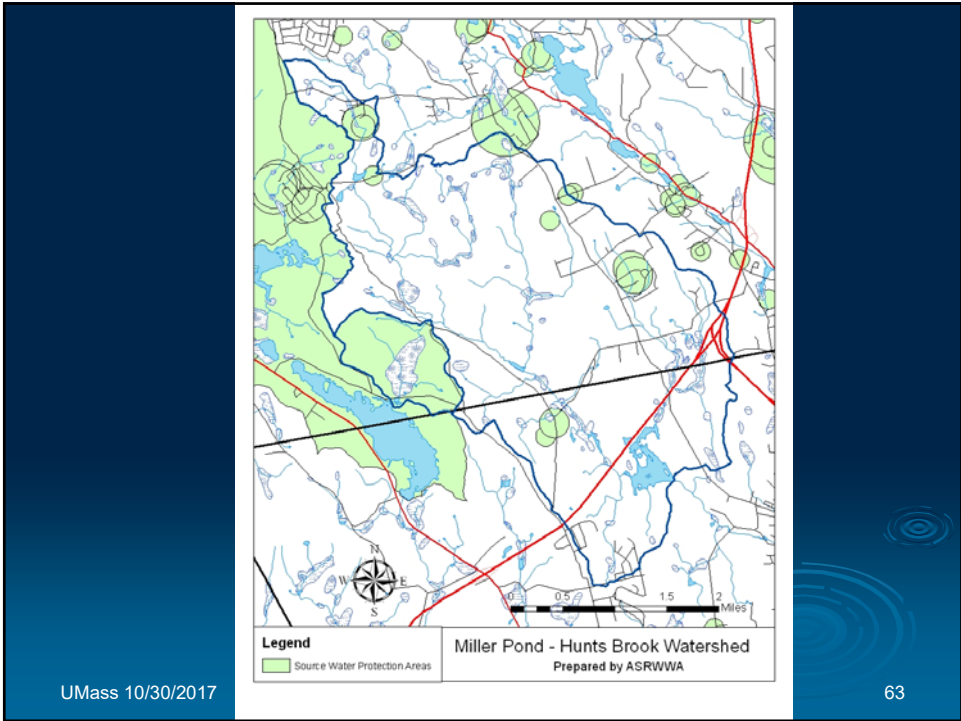 N
W E
S
0 0.5 1 1.5 2
Miles
Legend
Source Water Protection Areas
Miller Pond - Hunts Brook Watershed
Prepared by ASRWWA
UMass 10/30/2017
63